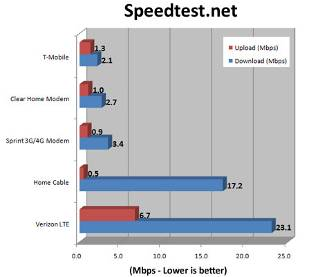 Speedtest.net
Upload (Mbps)
Download (Mbps)
T-Mobile
1.3
2.1
Clear Home Modem
1.0
2.7
Sprint 3G/4G Modem
0.9
3.4
Home Cable
0.5
17.2
Verizon LTE
6.7
23.1
0.0 5.0 10.0 15.0 20.0 25.0
(Mbps - Lower is better)